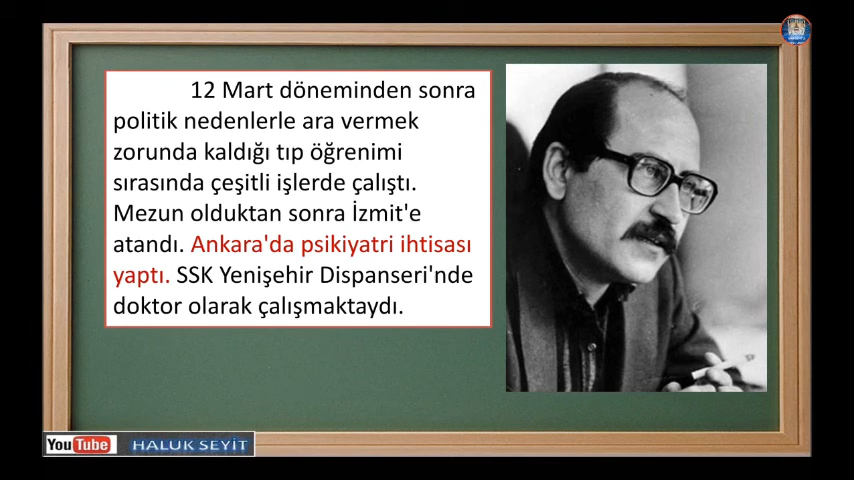 12 Mart döneminden sonra
politik nedenlerle ara vermek
zorunda kaldığı tıp öğrenimi
sırasında çeşitli işlerde çalıştı.
Mezun olduktan sonra İzmit'e
atandı. Ankara'da psikiyatri ihtisası
yaptı. SSK Yenişehir Dispanseri'nde
doktor olarak çalışmaktaydı.
YouTube HALUK SEYİT